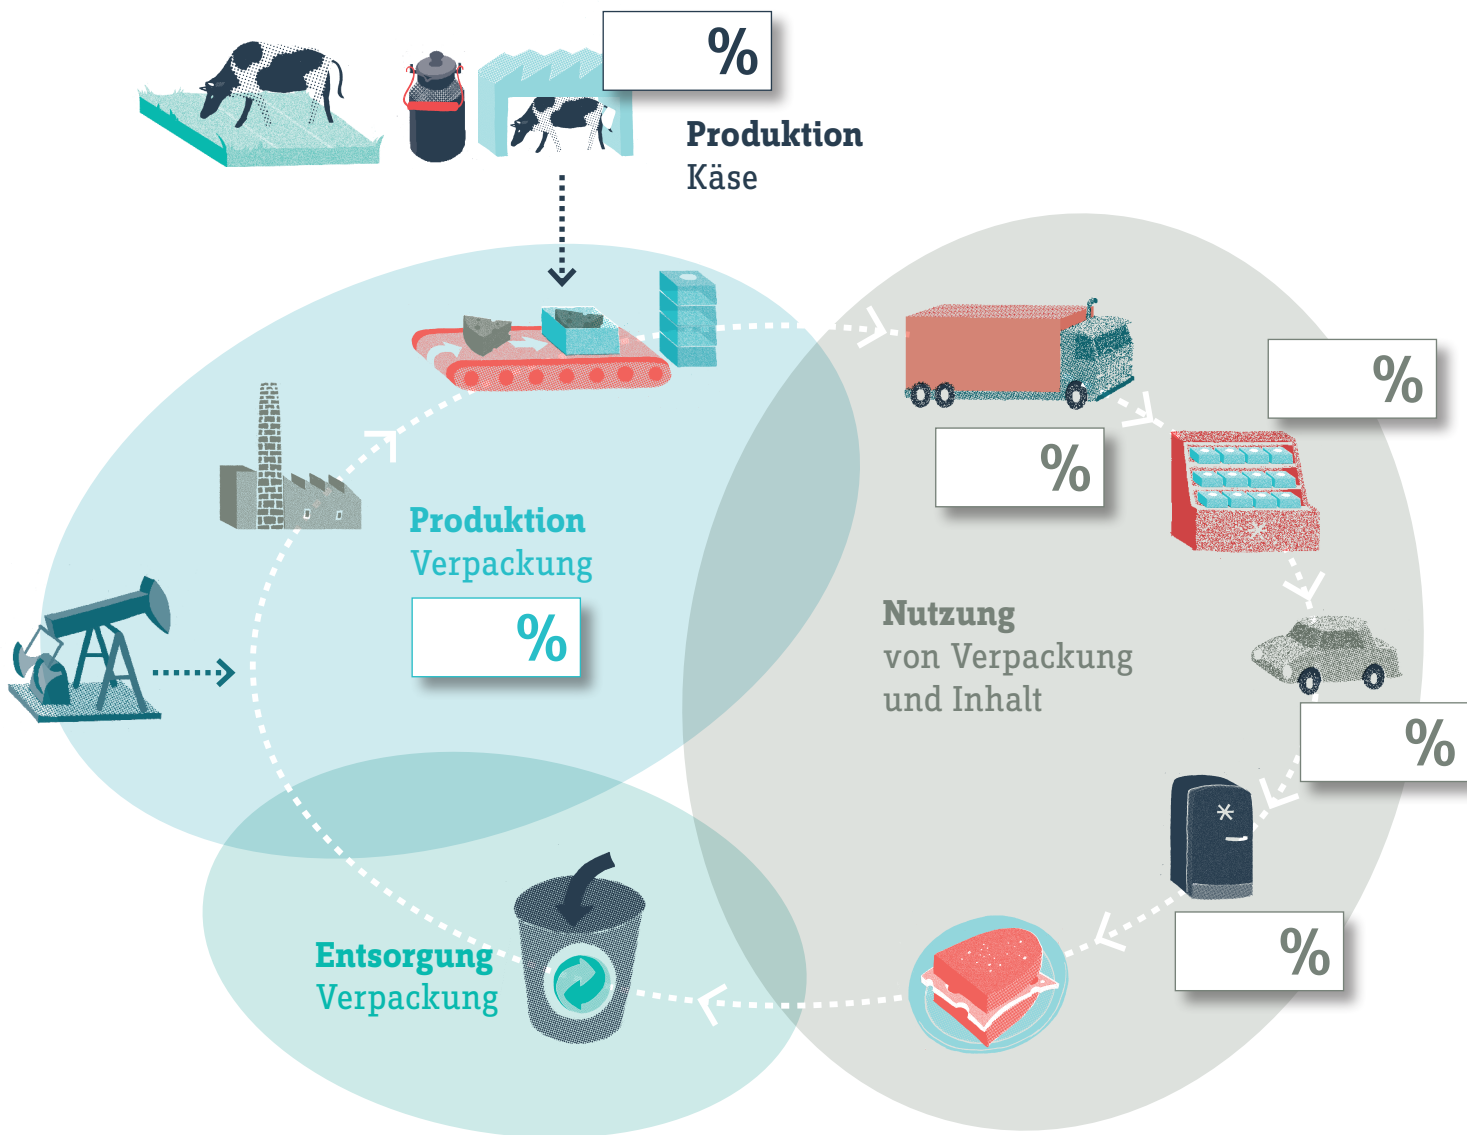 %
Produktion
Käse
%
%
Produktion
Verpackung
%
Nutzung
von Verpackung
und Inhalt
%
%
Entsorgung
Verpackung